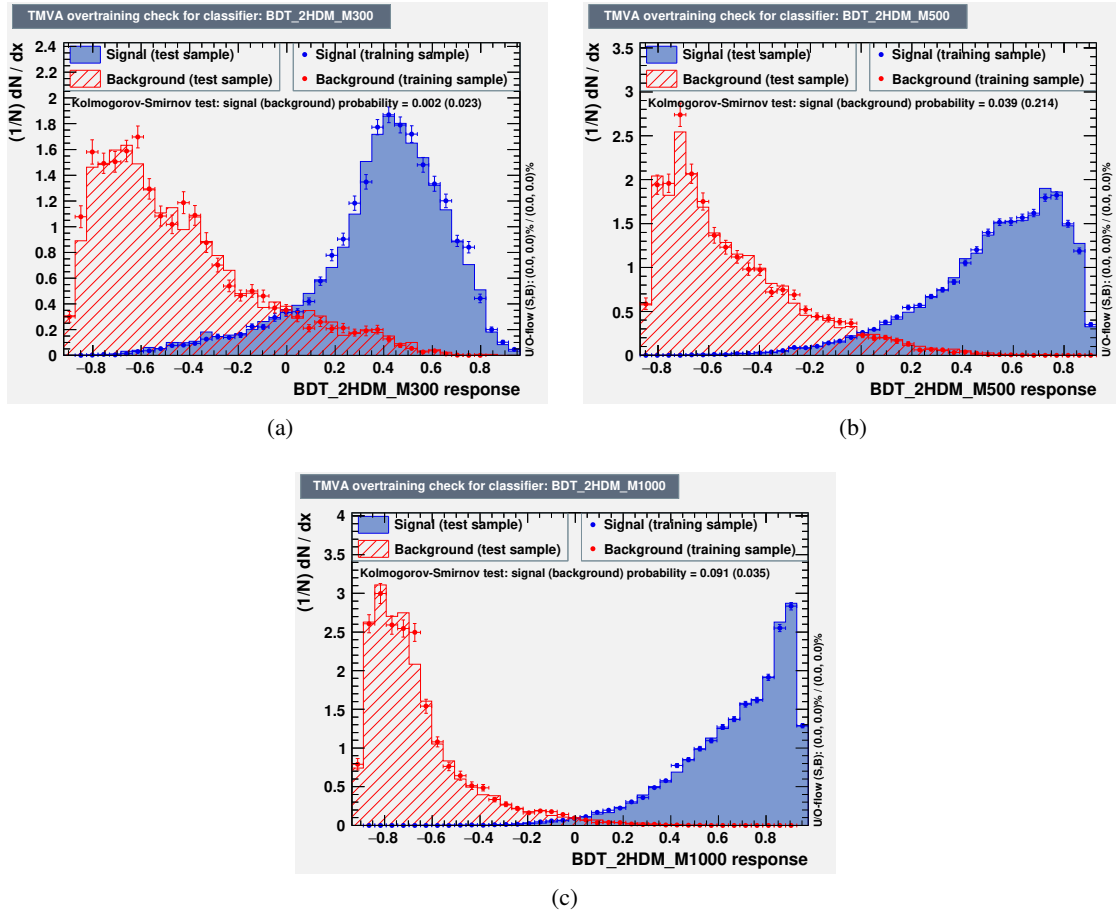 TMVA overtraining check for classifier: BDT_2HDM_M300
Signal (test sample)
Background (test sample)
Signal (training sample)
Background (training sample)
Kolmogorov-Smirnov test: signal (background) probability = 0.002 (0.023)
(1/N) dN / dx
2.4
2.2
2
1.8
1.6
1.4
1.2
1
0.8
0.6
0.4
0.2
0
−0.8 −0.6 −0.4 −0.2 0 0.2 0.4 0.6 0.8
BDT_2HDM_M300 response
U/O-flow (S,B): (0.0, 0.0)% / (0.0, 0.0)%
(a)
TMVA overtraining check for classifier: BDT_2HDM_M500
Signal (test sample)
Background (test sample)
Signal (training sample)
Background (training sample)
Kolmogorov-Smirnov test: signal (background) probability = 0.039 (0.214)
(1/N) dN / dx
3.5
3
2.5
2
1.5
1
0.5
0
−0.8 −0.6 −0.4 −0.2 0 0.2 0.4 0.6 0.8
BDT_2HDM_M500 response
U/O-flow (S,B): (0.0, 0.0)% / (0.0, 0.0)%
(b)
TMVA overtraining check for classifier: BDT_2HDM_M1000
Signal (test sample)
Background (test sample)
Signal (training sample)
Background (training sample)
Kolmogorov-Smirnov test: signal (background) probability = 0.091 (0.035)
(1/N) dN / dx
4
3.5
3
2.5
2
1.5
1
0.5
0
−0.8 −0.6 −0.4 −0.2 0 0.2 0.4 0.6 0.8
BDT_2HDM_M1000 response
U/O-flow (S,B): (0.0, 0.0)% / (0.0, 0.0)%
(c)